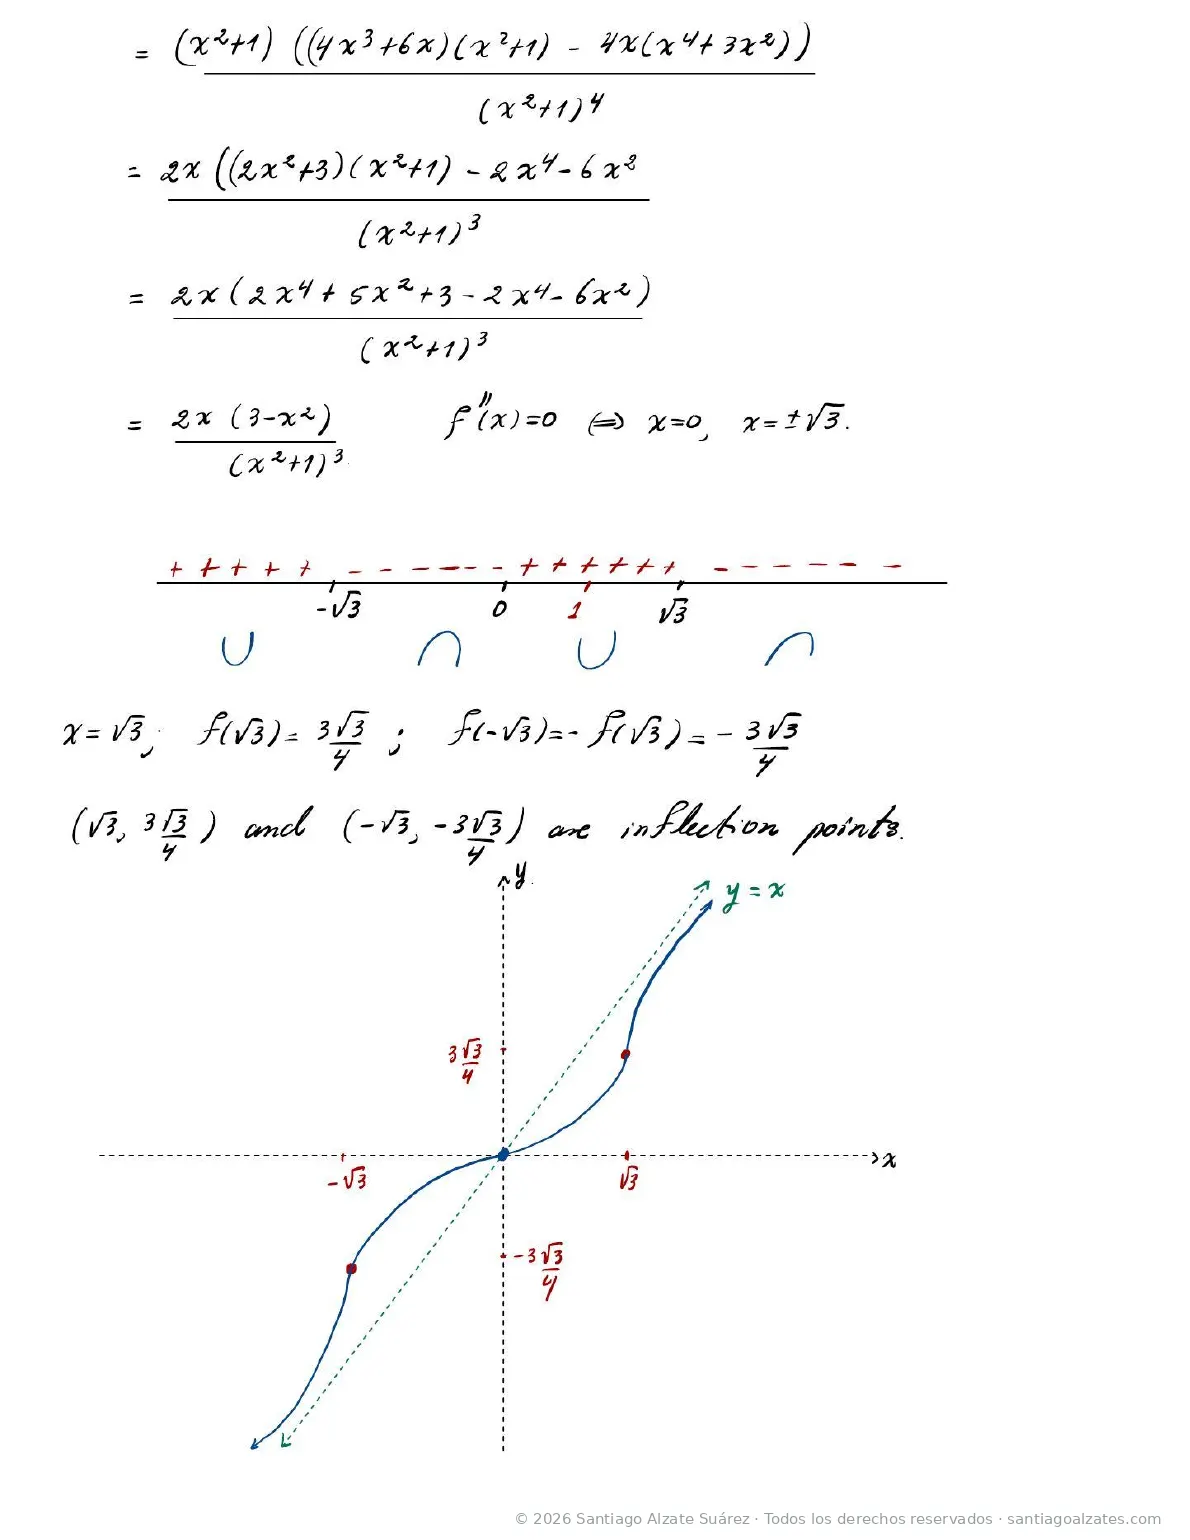 = (x²+1) ((4x³+6x)(x²+1) - 4x(x⁴+3x²)) / (x²+1)⁴
= 2x ((2x²+3)(x²+1) - 2x⁴ - 6x² / (x²+1)³
= 2x(2x⁴ + 5x² + 3 - 2x⁴ - 6x²) / (x²+1)³
= 2x (3-x²) / (x²+1)³ f''(x)=0 ⟺ x=0, x=±√3.
+ + + + + - - - - - - + + + + + + - - - - -
-√3 0 1 √3
∪ ∩ ∪ ∩
x=√3; f(√3)= 3√3/4 ; f(-√3)=-f(√3)= -3√3/4
(√3, 3√3/4) and (-√3, -3√3/4) are inflection points.
y
y = x
3√3/4
x
-√3 √3
-3√3/4
© 2026 Santiago Alzate Suárez · Todos los derechos reservados · santiagoalzates.com